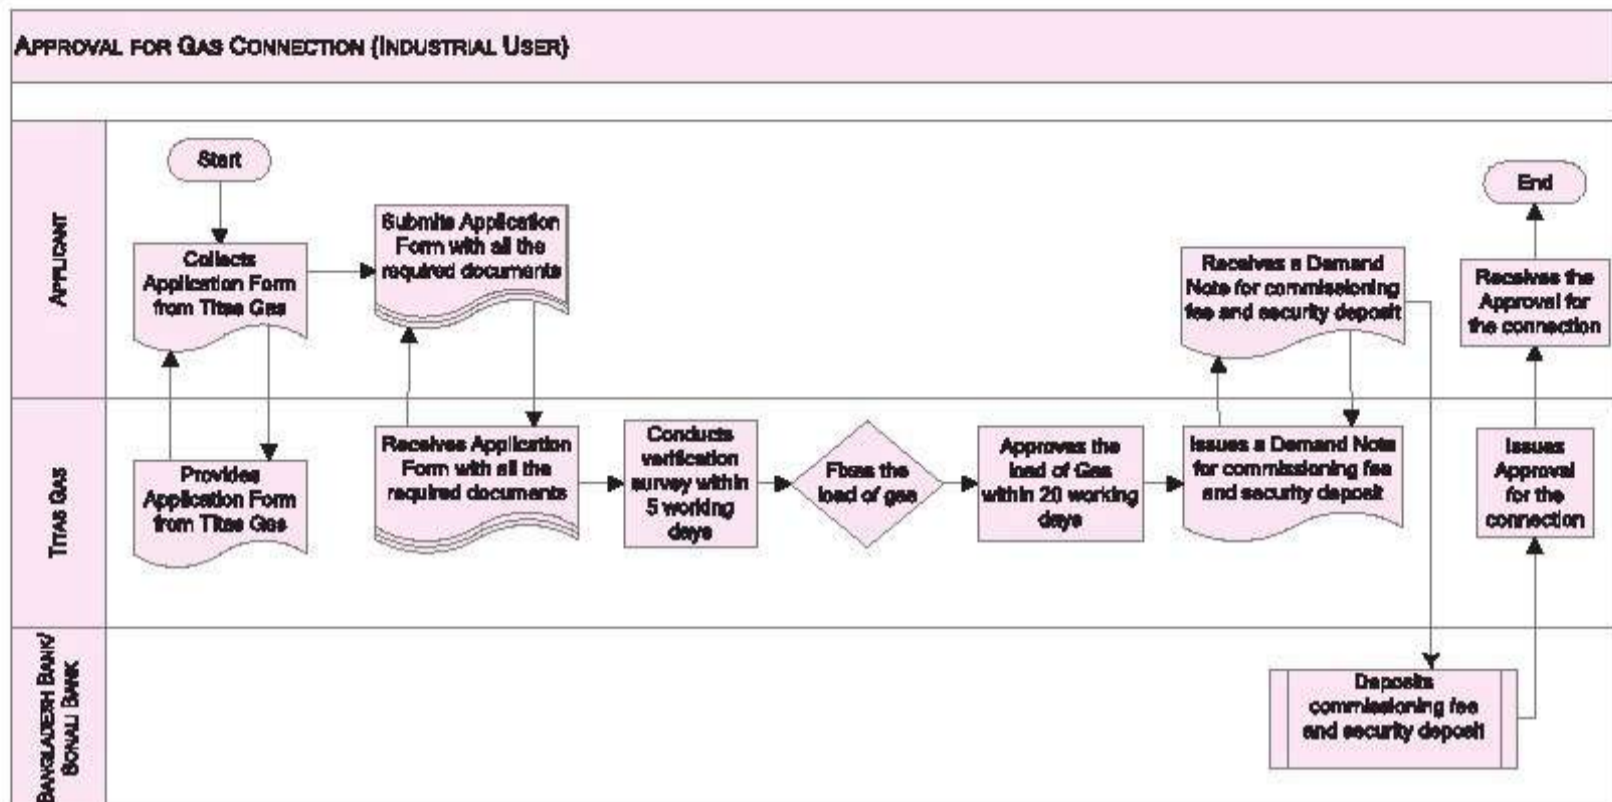 APPROVAL FOR GAS CONNECTION (INDUSTRIAL USER)
APPLICANT
Start
Collects
Application Form
from Titas Gas
Submits Application
Form with all the
required documents
Receives a Demand
Note for commissioning
fee and security deposit
End
Receives the
Approval for
the connection
TITAS GAS
Provides
Application Form
from Titas Gas
Receives Application
Form with all the
required documents
Conducts
verification
survey within
5 working
days
Fixes the
load of gas
Approves the
load of Gas
within 20 working
days
Issues a Demand Note
for commissioning fee
and security deposit
Issues
Approval
for the
connection
BANGLADESH BANK/
SONALI BANK
Deposits
commissioning fee
and security deposit